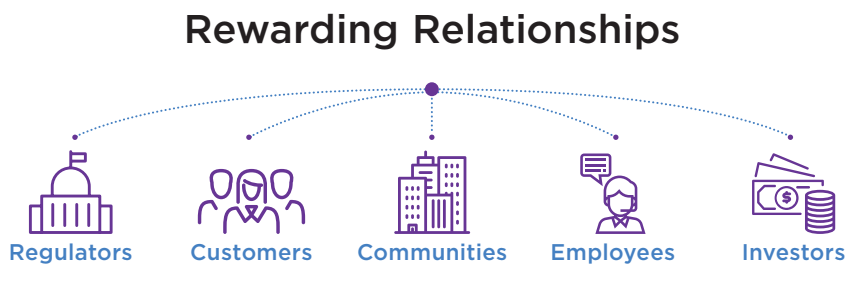 Rewarding Relationships
Regulators
Customers
Communities
Employees
Investors